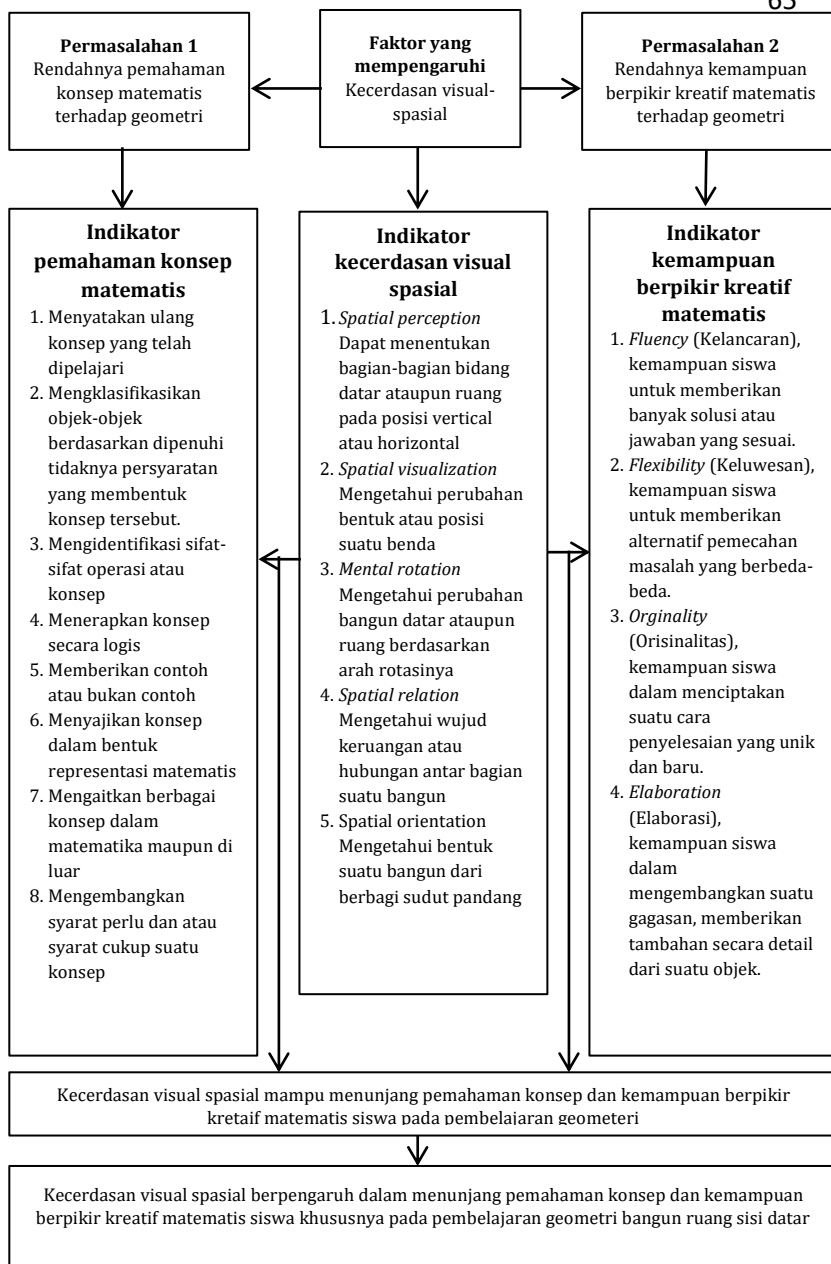 Permasalahan 1
Rendahnya pemahaman
konsep matematis
terhadap geometri
Faktor yang
mempengaruhi
Kecerdasan visual-
spasial
Permasalahan 2
Rendahnya kemampuan
berpikir kreatif matematis
terhadap geometri
Indikator
pemahaman konsep
matematis
1. Menyatakan ulang
konsep yang telah
dipelajari
2. Mengklasifikasikan
objek-objek
berdasarkan dipenuhi
tidaknya persyaratan
yang membentuk
konsep tersebut.
3. Mengidentifikasi sifat-
sifat operasi atau
konsep
4. Menerapkan konsep
secara logis
5. Memberikan contoh
atau bukan contoh
6. Menyajikan konsep
dalam bentuk
representasi matematis
7. Mengaitkan berbagai
konsep dalam
matematika maupun di
luar
8. Mengembangkan
syarat perlu dan atau
syarat cukup suatu
konsep
Indikator
kecerdasan visual
spasial
1. Spatial perception
Dapat menentukan
bagian-bagian bidang
datar ataupun ruang
pada posisi vertical
atau horizontal
2. Spatial visualization
Mengetahui perubahan
bentuk atau posisi
suatu benda
3. Mental rotation
Mengetahui perubahan
bangun datar ataupun
ruang berdasarkan
arah rotasinya
4. Spatial relation
Mengetahui wujud
keruangan atau
hubungan antar bagian
suatu bangun
5. Spatial orientation
Mengetahui bentuk
suatu bangun dari
berbagi sudut pandang
Indikator
kemampuan
berpikir kreatif
matematis
1. Fluency (Kelancaran),
kemampuan siswa
untuk memberikan
banyak solusi atau
jawaban yang sesuai.
2. Flexibility (Keluwesan),
kemampuan siswa
untuk memberikan
alternatif pemecahan
masalah yang berbeda-
beda.
3. Orginality
(Orisinalitas),
kemampuan siswa
dalam menciptakan
suatu cara
penyelesaian yang unik
dan baru.
4. Elaboration
(Elaborasi),
kemampuan siswa
dalam
mengembangkan suatu
gagasan, memberikan
tambahan secara detail
dari suatu objek.
Kecerdasan visual spasial mampu menunjang pemahaman konsep dan kemampuan berpikir
kretaif matematis siswa pada pembelajaran geometeri
Kecerdasan visual spasial berpengaruh dalam menunjang pemahaman konsep dan kemampuan
berpikir kreatif matematis siswa khususnya pada pembelajaran geometri bangun ruang sisi datar